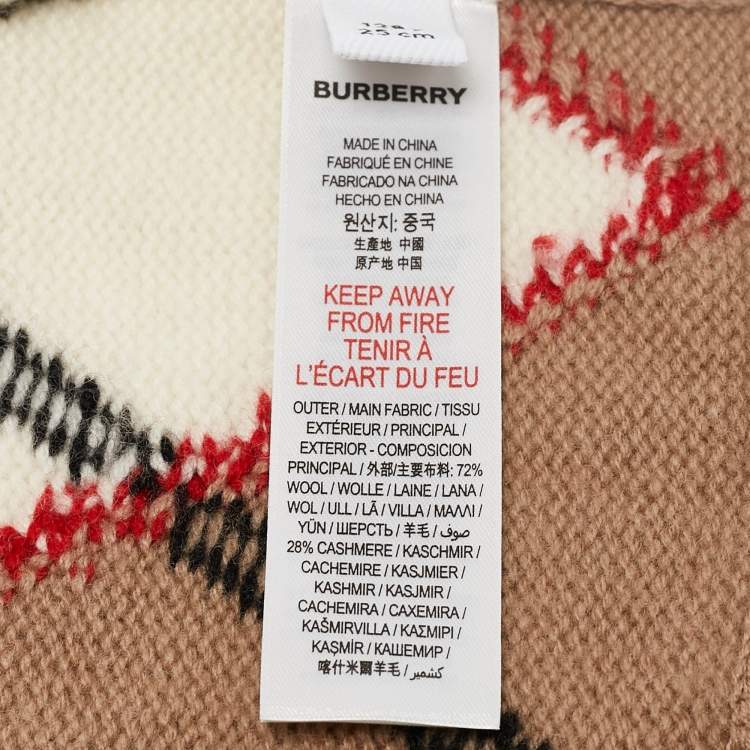 25 cm
BURBERRY
MADE IN CHINA
FABRIQUÉ EN CHINE
FABRICADO NA CHINA
HECHO EN CHINA
원산지: 중국
生產地 中國
原产地 中国
KEEP AWAY
FROM FIRE
TENIR À
L'ÉCART DU FEU
OUTER / MAIN FABRIC / TISSU
EXTÉRIEUR / PRINCIPAL /
EXTERIOR - COMPOSICION
PRINCIPAL / 外部/主要布料: 72%
WOOL / WOLLE / LAINE / LANA /
WOL / ULL / LÃ / VILLA / ΜΑΛΛΙ /
YÜN / ШЕРСТЬ / 羊毛 / صوف /
28% CASHMERE / KASCHMIR /
CACHEMIRE / KASJMIER /
KASHMIR / KASJMIR /
CACHEMIRA / CAXEMIRA /
KAŠMIRVILLA / ΚΑΣΜΙΡΙ /
KAŞMİR / КАШЕМИР /
喀什米爾羊毛 / كشمير